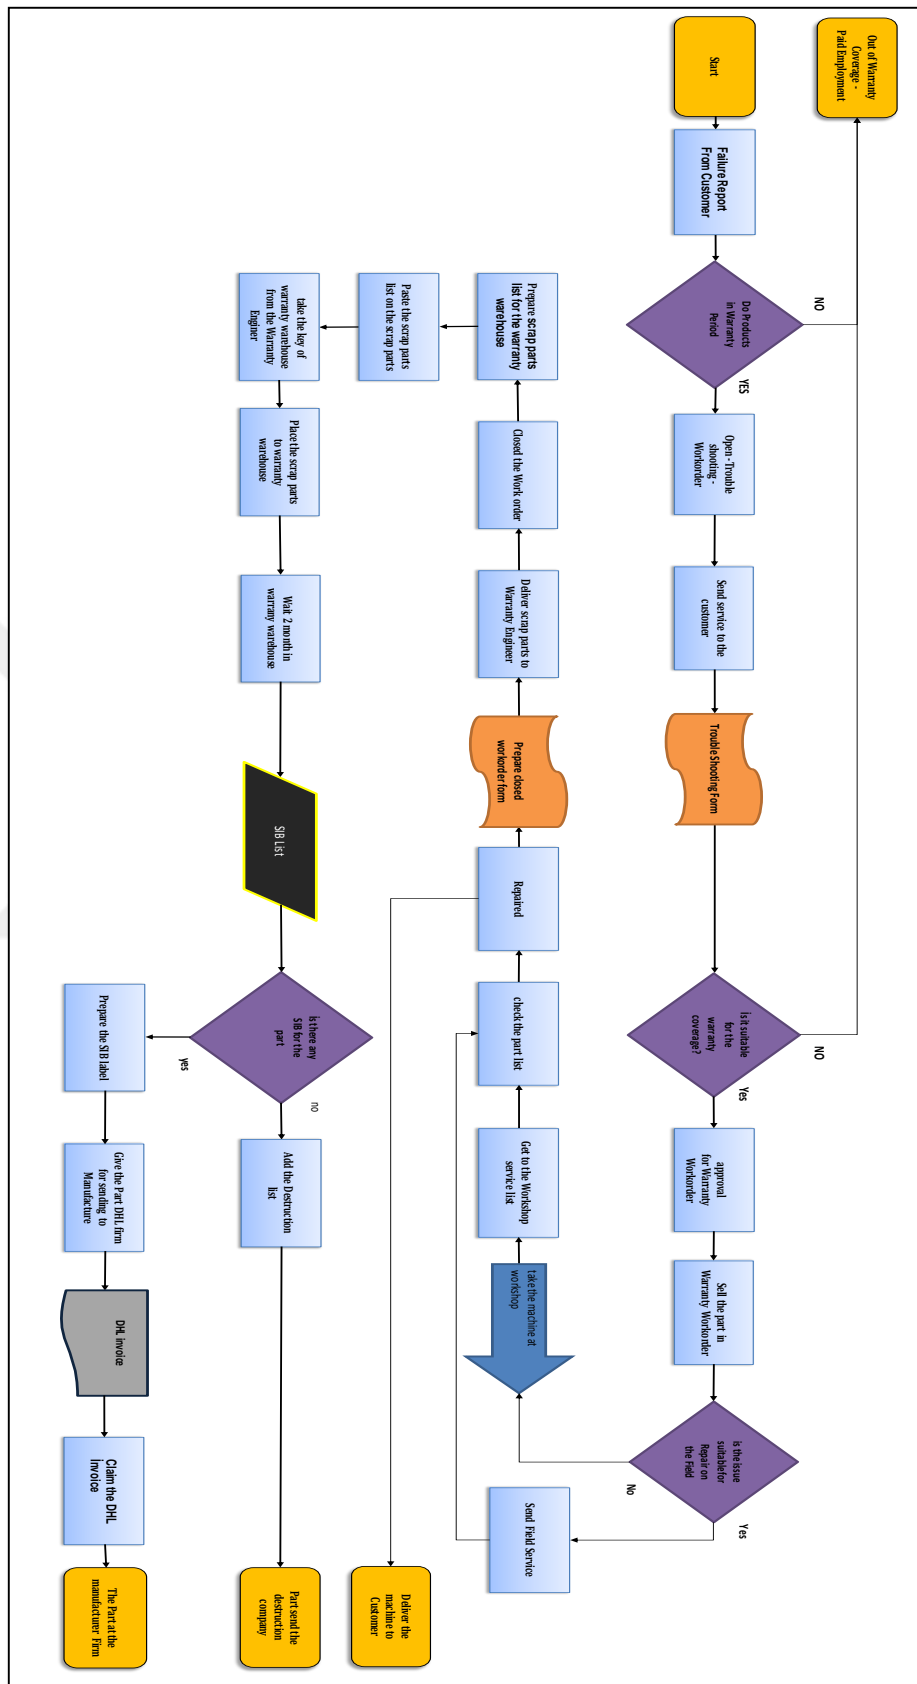 Out of Warranty
Coverage -
Paid Employment
Start
Failure Report
From Customer
Do Products
in Warranty
Period
NO
YES
Open - Trouble
shooting -
Workorder
Send service to the
customer
Trouble Shooting Form
is it suitable
for the
warranty
coverage?
NO
Yes
approval
for Warranty
Workorder
Sell the part in
Warranty Workorder
is the issue
suitable for
Repair on
the Field
Yes
No
Send Field Service
take the machine at
workshop
Get to the Workshop
service list
check the part list
Repaired
Deliver the
machine to
Customer
Prepare closed
workorder form
Deliver scrap parts to
Warranty Engineer
Closed the Work order
Prepare scrap parts
list for the warranty
warehouse
Paste the scrap parts
list on the scrap parts
take the key of
warranty warehouse
from the Warranty
Enginer
Place the scrap parts
to warranty
warehouse
Wait 2 month in
warrany warehouse
SIB List
is there any
SIB for the
part
no
yes
Add the Destruction
list
Part send the
destruction
company
Prepare the SIB label
Give the Part DHL firm
for sending to
Manufacture
DHL invoice
Claim the DHL
invoice
The Part at the
manufacturer Firm